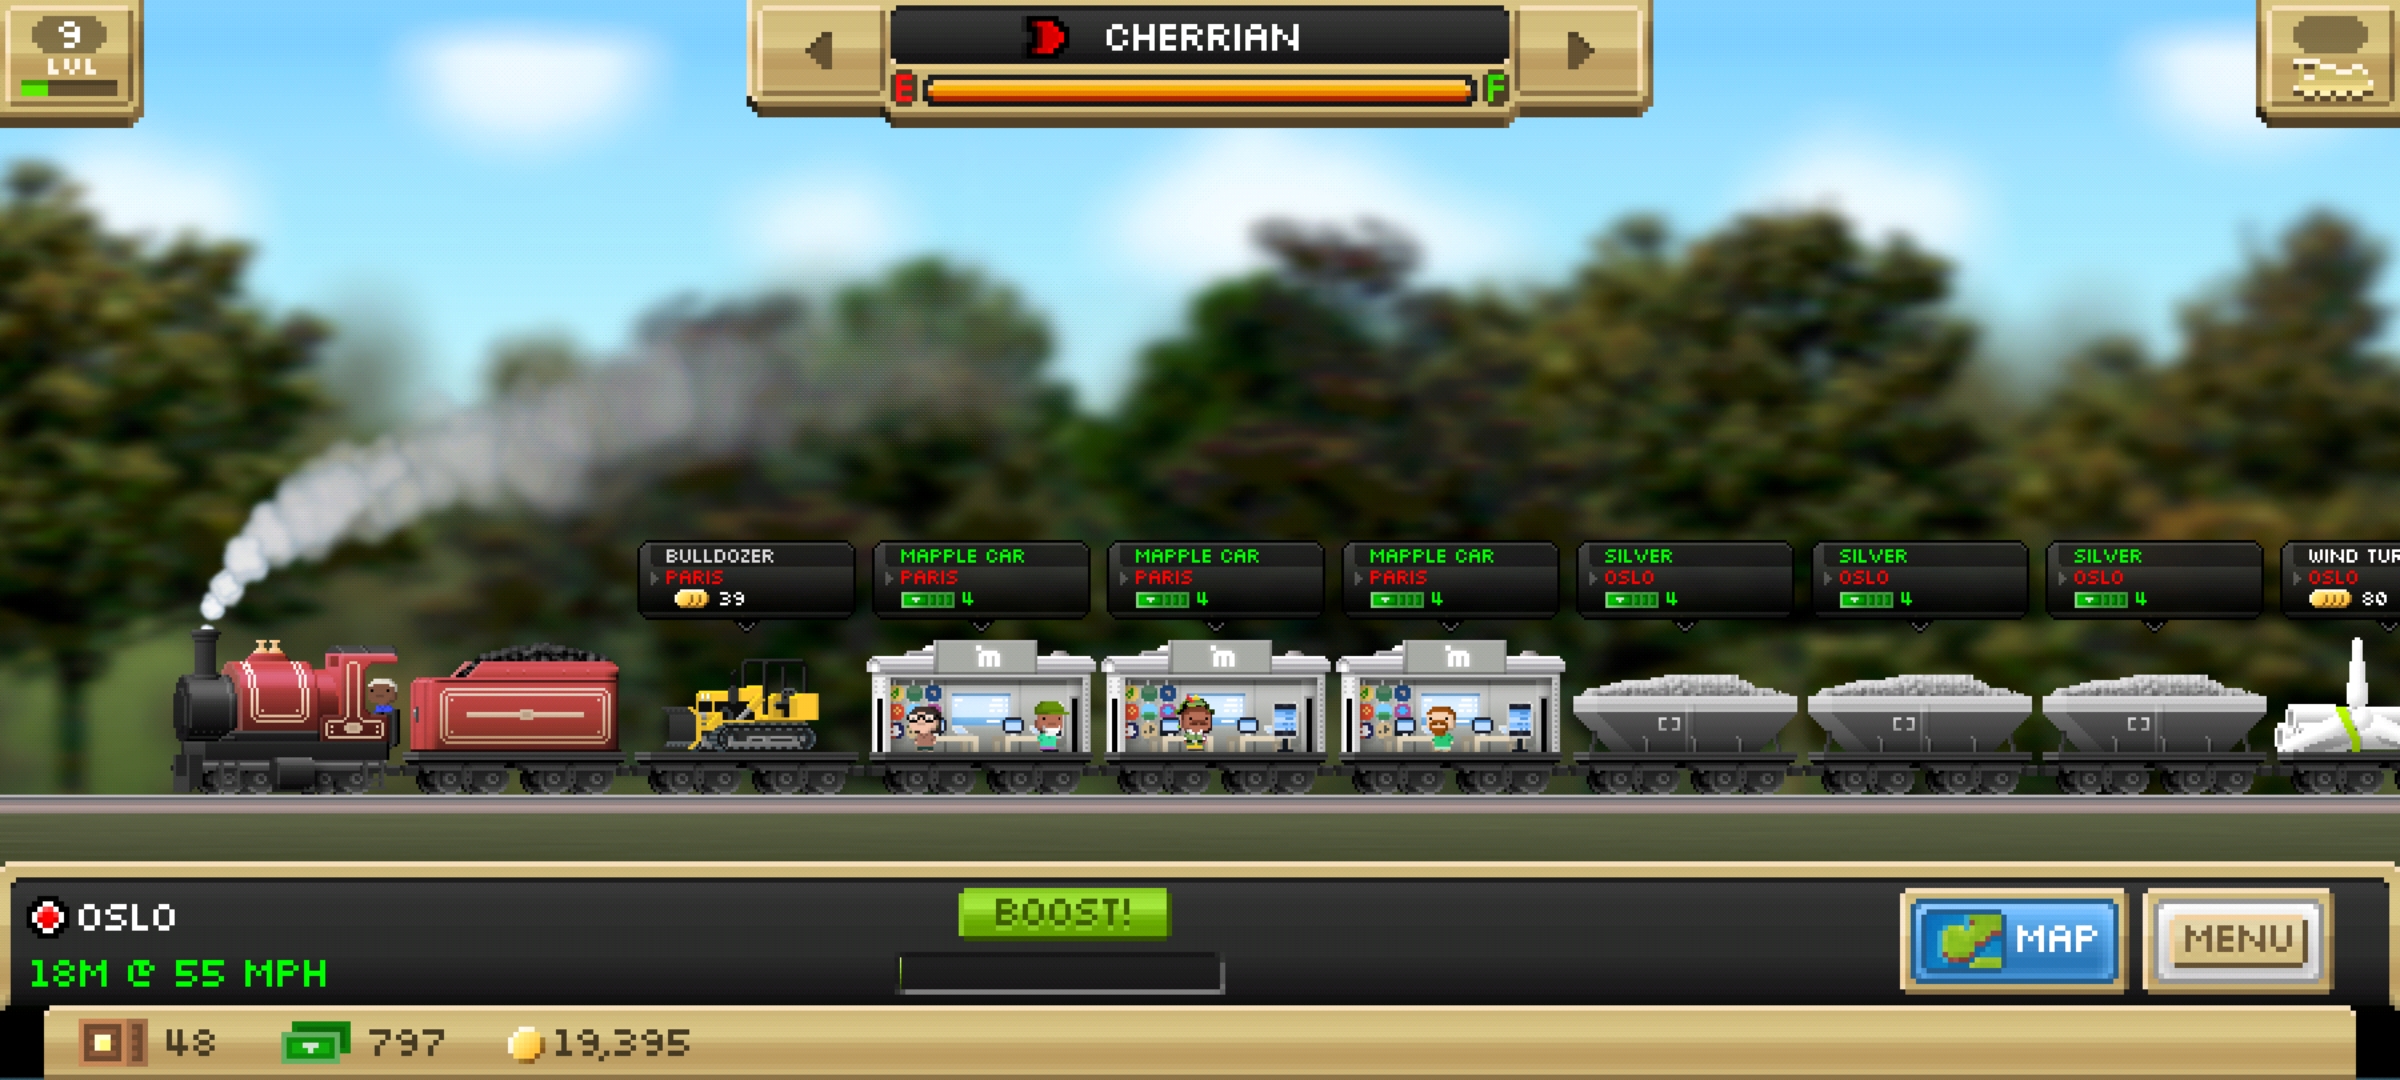 9
LVL
CHERRIAN
E F
BULLDOZER
PARIS
39
MAPPLE CAR
PARIS
4
MAPPLE CAR
PARIS
4
MAPPLE CAR
PARIS
4
SILVER
OSLO
4
SILVER
OSLO
4
SILVER
OSLO
4
WIND TUR
OSLO
80
m
m
m
OSLO
18M @ 55 MPH
BOOST!
MAP
MENU
48
797
19,395